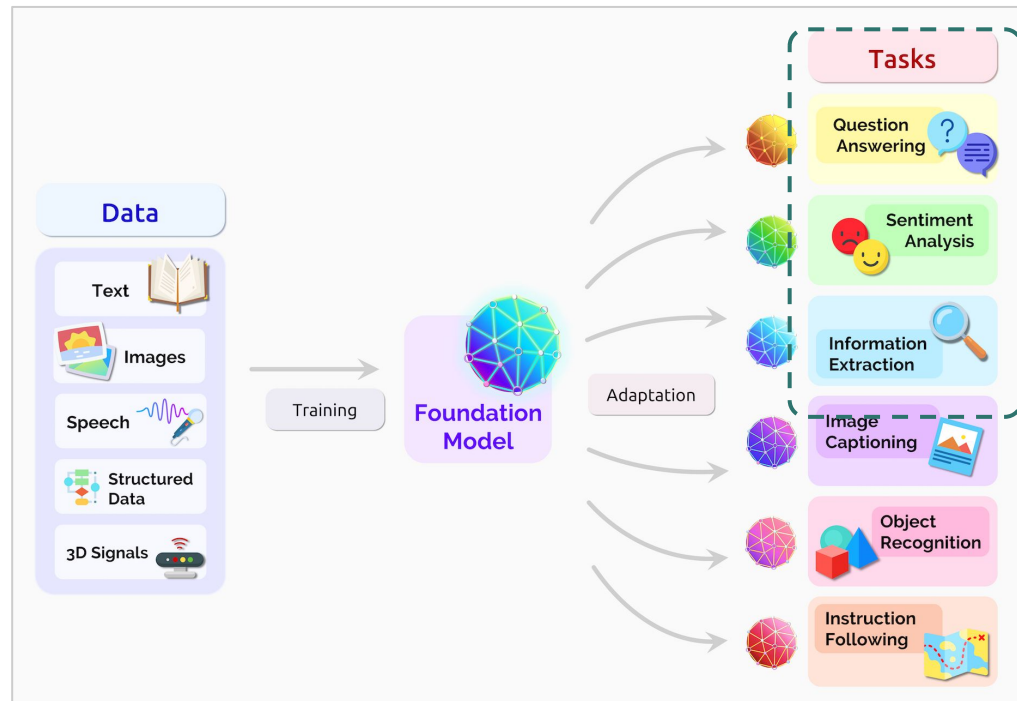 Data
Text
Images
Speech
Structured
Data
3D Signals
Training
Foundation
Model
Adaptation
Tasks
Question
Answering
?
Sentiment
Analysis
Information
Extraction
Image
Captioning
Object
Recognition
Instruction
Following